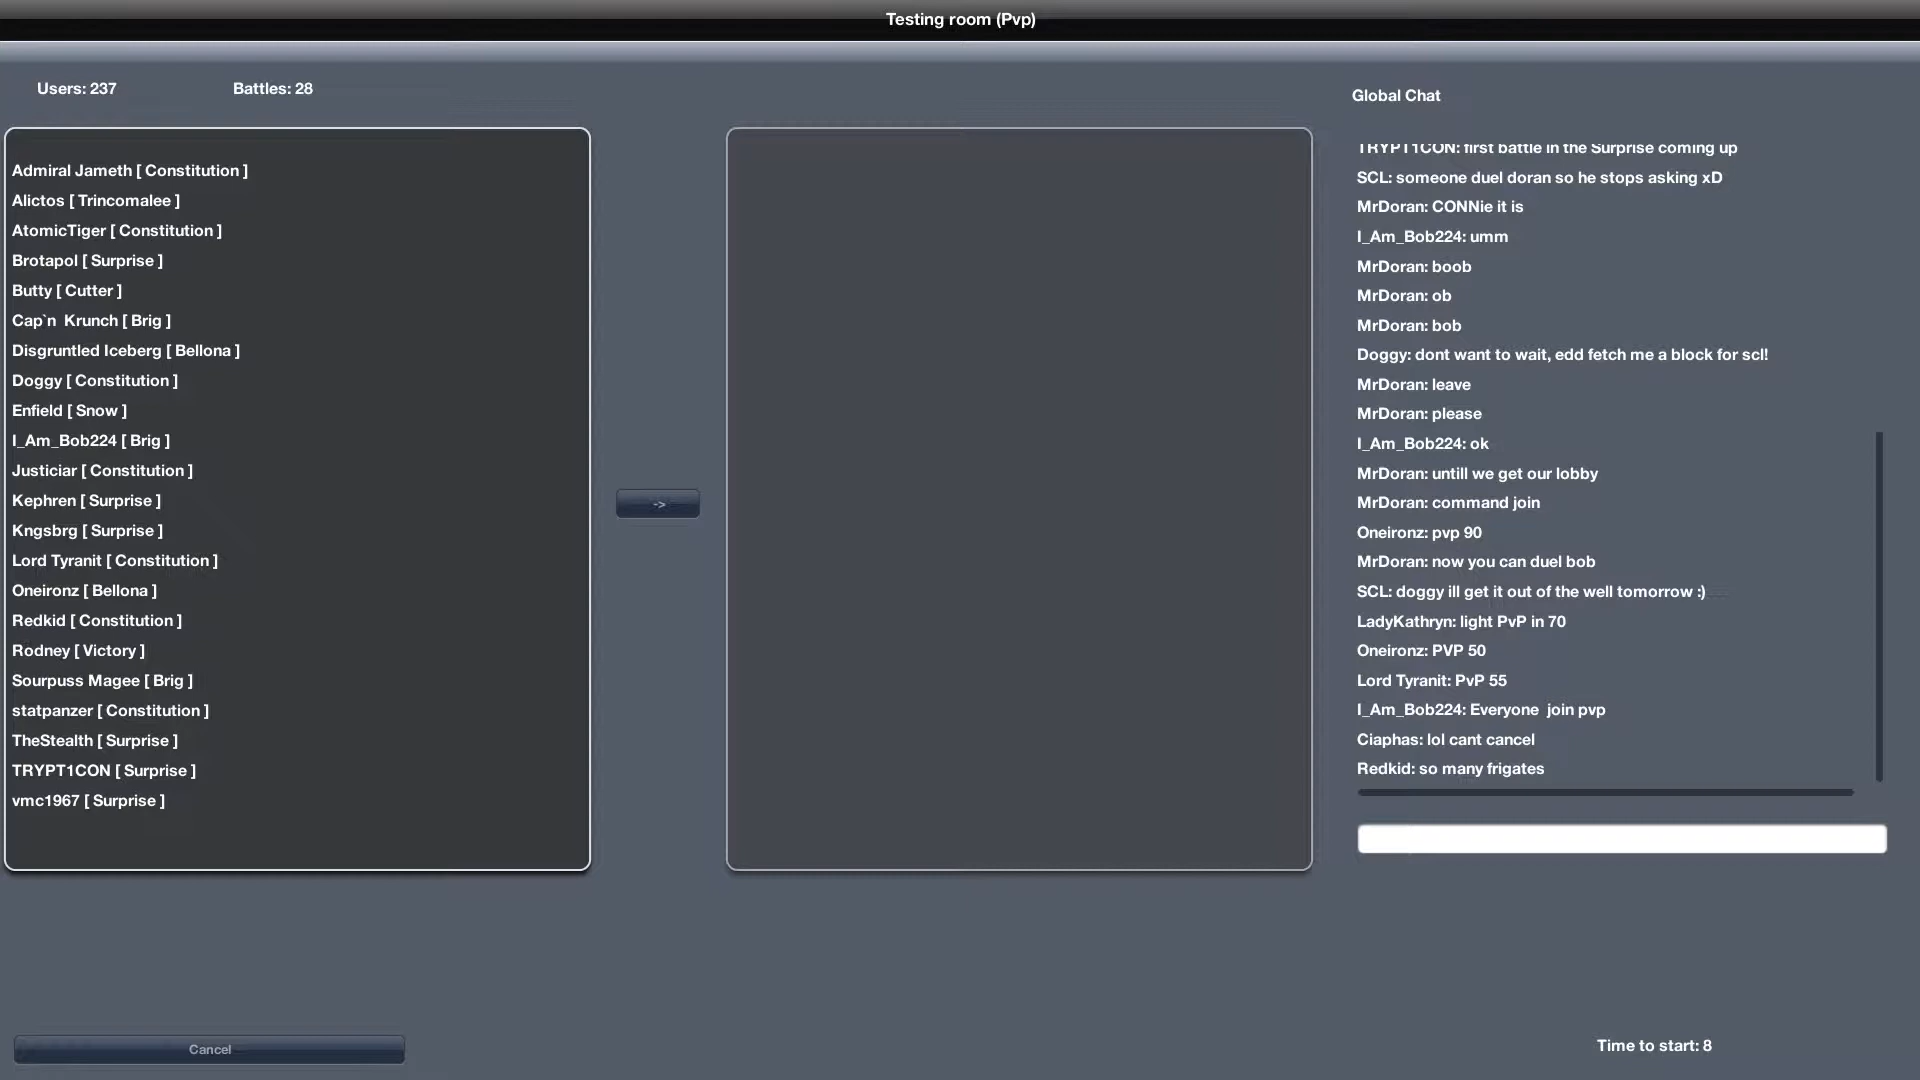 Testing room (Pvp)
Users: 237
Battles: 28
Global Chat
Admiral Jameth [ Constitution ]
Alictos [ Trincomalee ]
AtomicTiger [ Constitution ]
Brotapol [ Surprise ]
Butty [ Cutter ]
Cap`n  Krunch [ Brig ]
Disgruntled Iceberg [ Bellona ]
Doggy [ Constitution ]
Enfield [ Snow ]
I_Am_Bob224 [ Brig ]
Justiciar [ Constitution ]
Kephren [ Surprise ]
Kngsbrg [ Surprise ]
Lord Tyranit [ Constitution ]
Oneironz [ Bellona ]
Redkid [ Constitution ]
Rodney [ Victory ]
Sourpuss Magee [ Brig ]
statpanzer [ Constitution ]
TheStealth [ Surprise ]
TRYPT1CON [ Surprise ]
vmc1967 [ Surprise ]
->
TRYPT1CON: first battle in the Surprise coming up
SCL: someone duel doran so he stops asking xD
MrDoran: CONNie it is
I_Am_Bob224: umm
MrDoran: boob
MrDoran: ob
MrDoran: bob
Doggy: dont want to wait, edd fetch me a block for scl!
MrDoran: leave
MrDoran: please
I_Am_Bob224: ok
MrDoran: untill we get our lobby
MrDoran: command join
Oneironz: pvp 90
MrDoran: now you can duel bob
SCL: doggy ill get it out of the well tomorrow :)
LadyKathryn: light PvP in 70
Oneironz: PVP 50
Lord Tyranit: PvP 55
I_Am_Bob224: Everyone  join pvp
Ciaphas: lol cant cancel
Redkid: so many frigates
Cancel
Time to start: 8